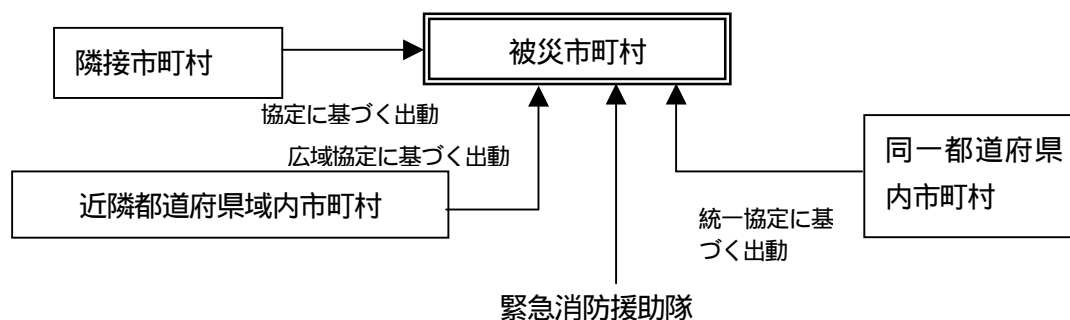 隣接市町村
被災市町村
協定に基づく出動
広域協定に基づく出動
近隣都道府県域内市町村
同一都道府県
内市町村
統一協定に基
づく出動
緊急消防援助隊